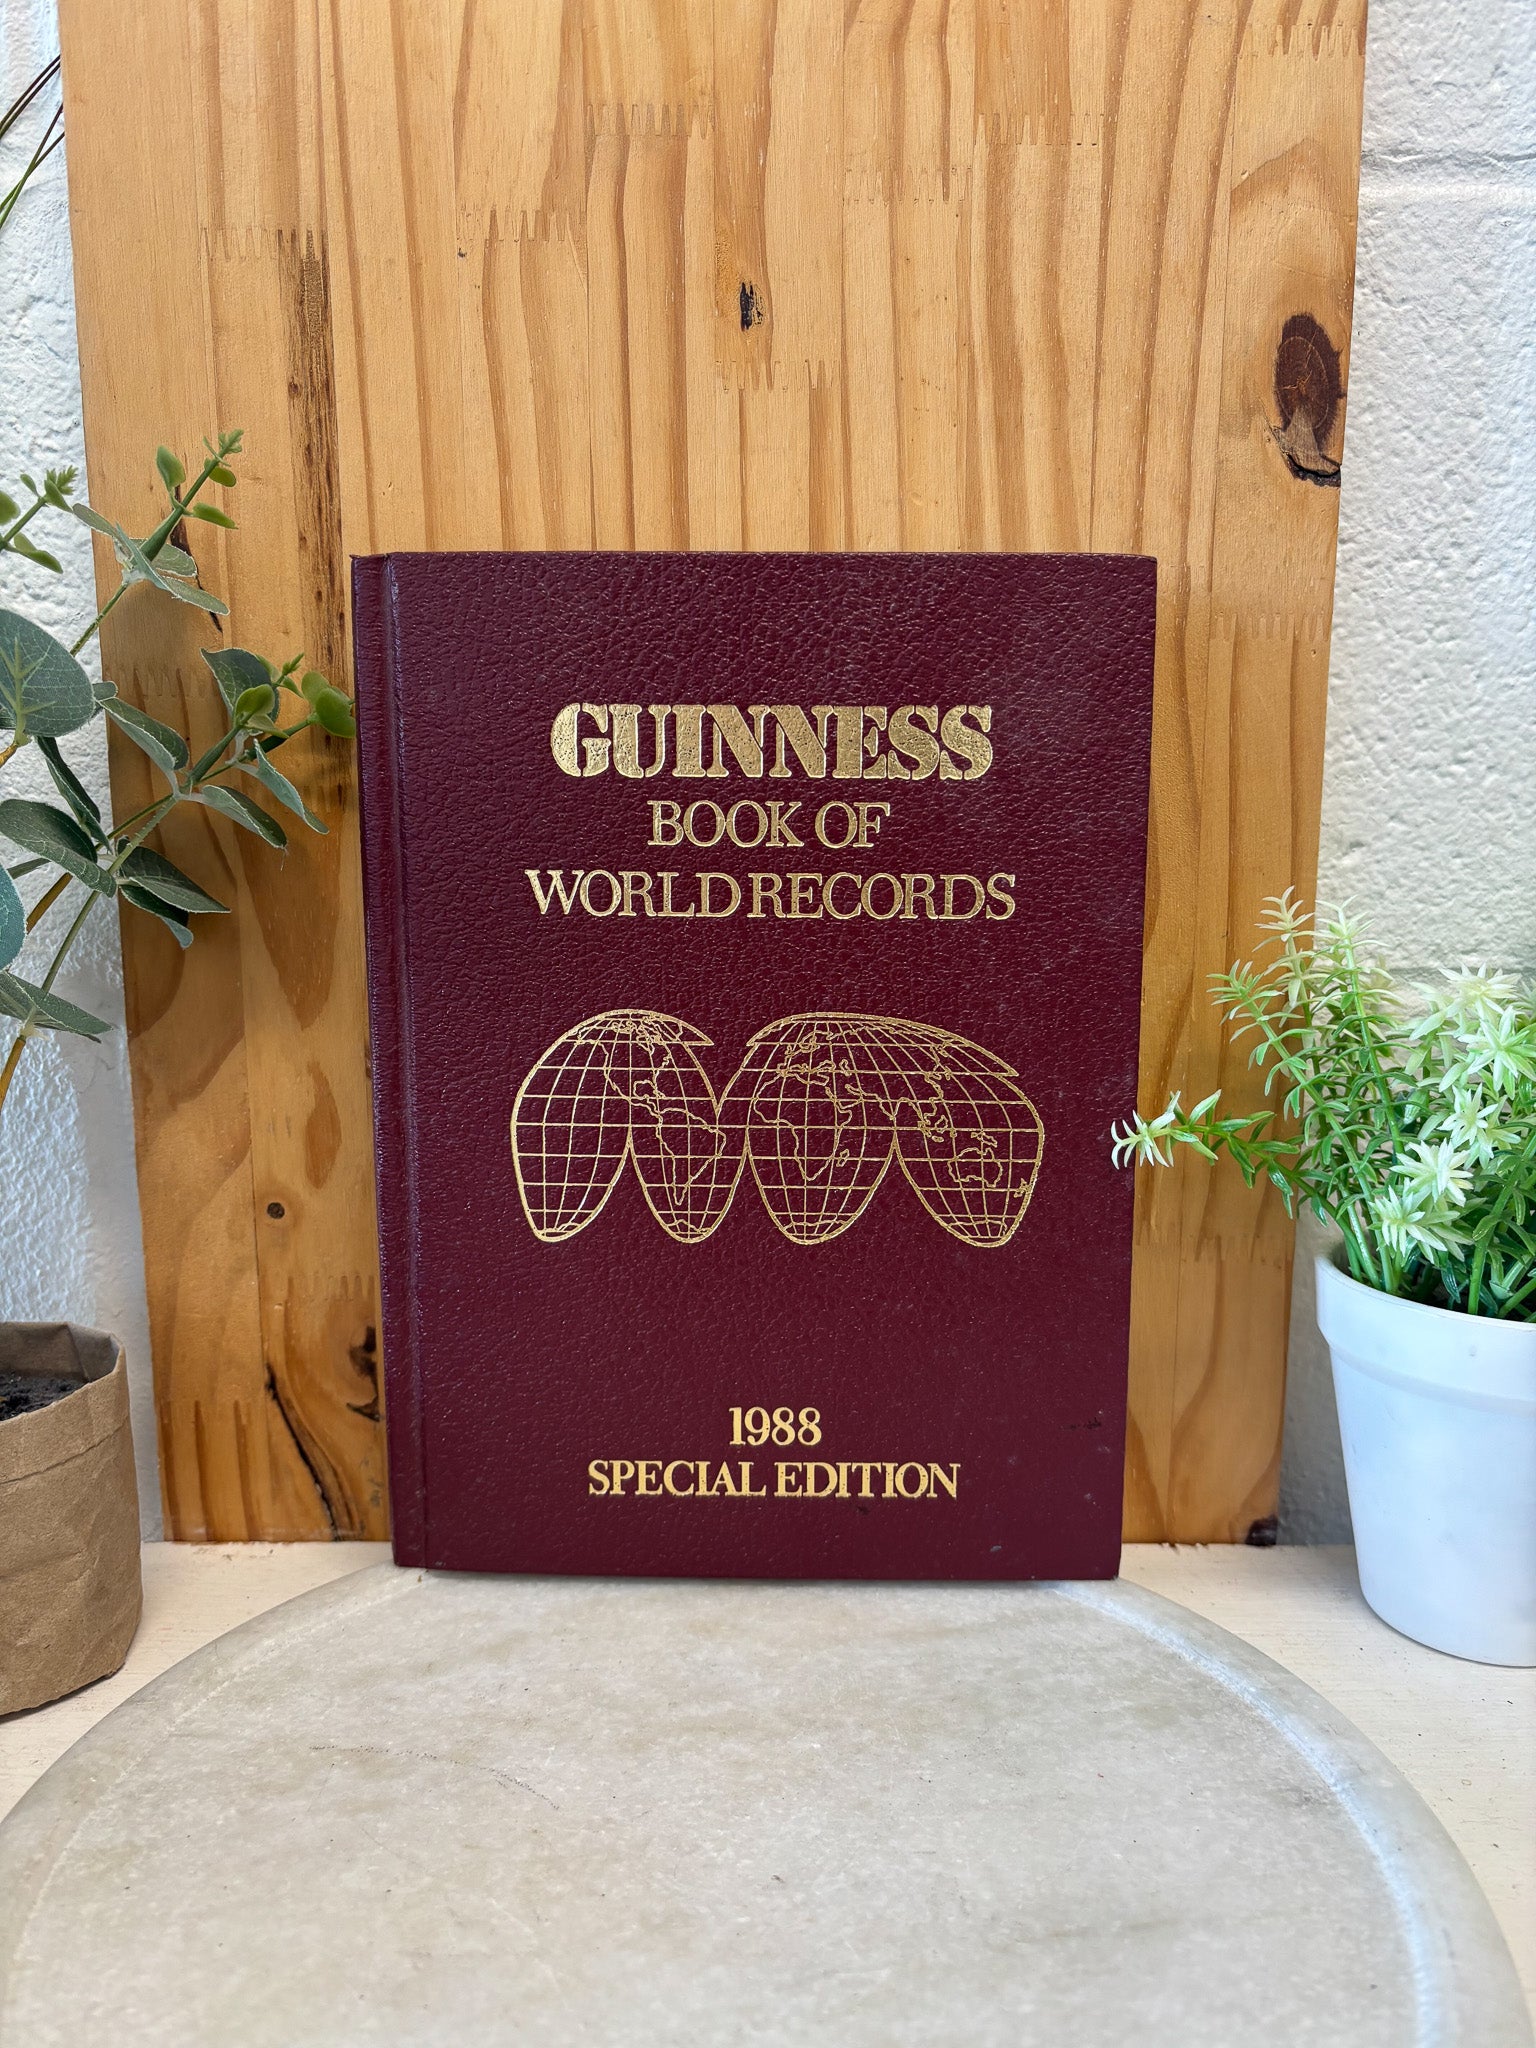 GUINNESS
BOOK OF
WORLD RECORDS
1988
SPECIAL EDITION